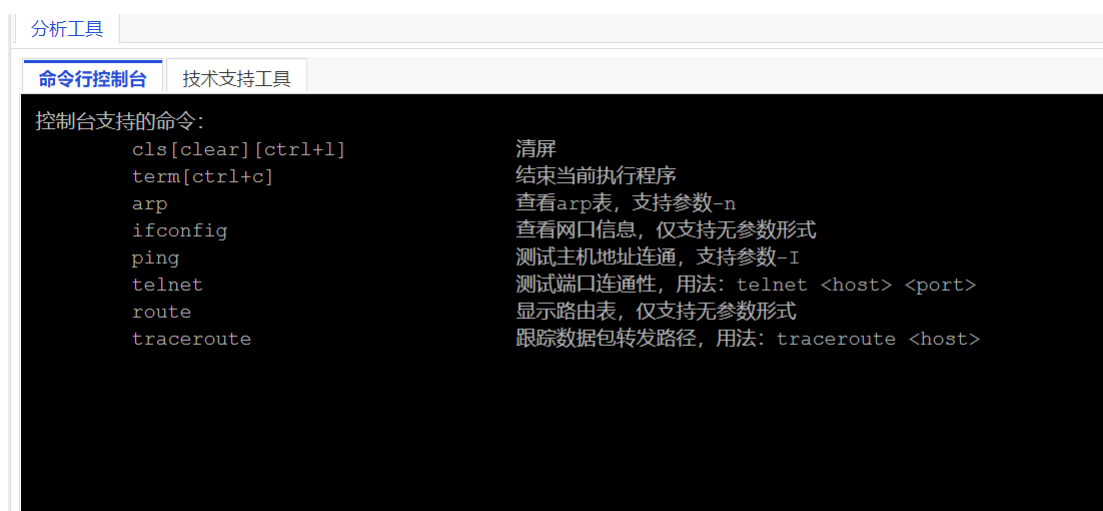 分析工具
命令行控制台 技术支持工具
控制台支持的命令:
cls[clear][ctrl+l] 清屏
term[ctrl+c] 结束当前执行程序
arp 查看arp表，支持参数-n
ifconfig 查看网口信息，仅支持无参数形式
ping 测试主机地址连通，支持参数-I
telnet 测试端口连通性，用法：telnet <host> <port>
route 显示路由表，仅支持无参数形式
traceroute 跟踪数据包转发路径，用法：traceroute <host>